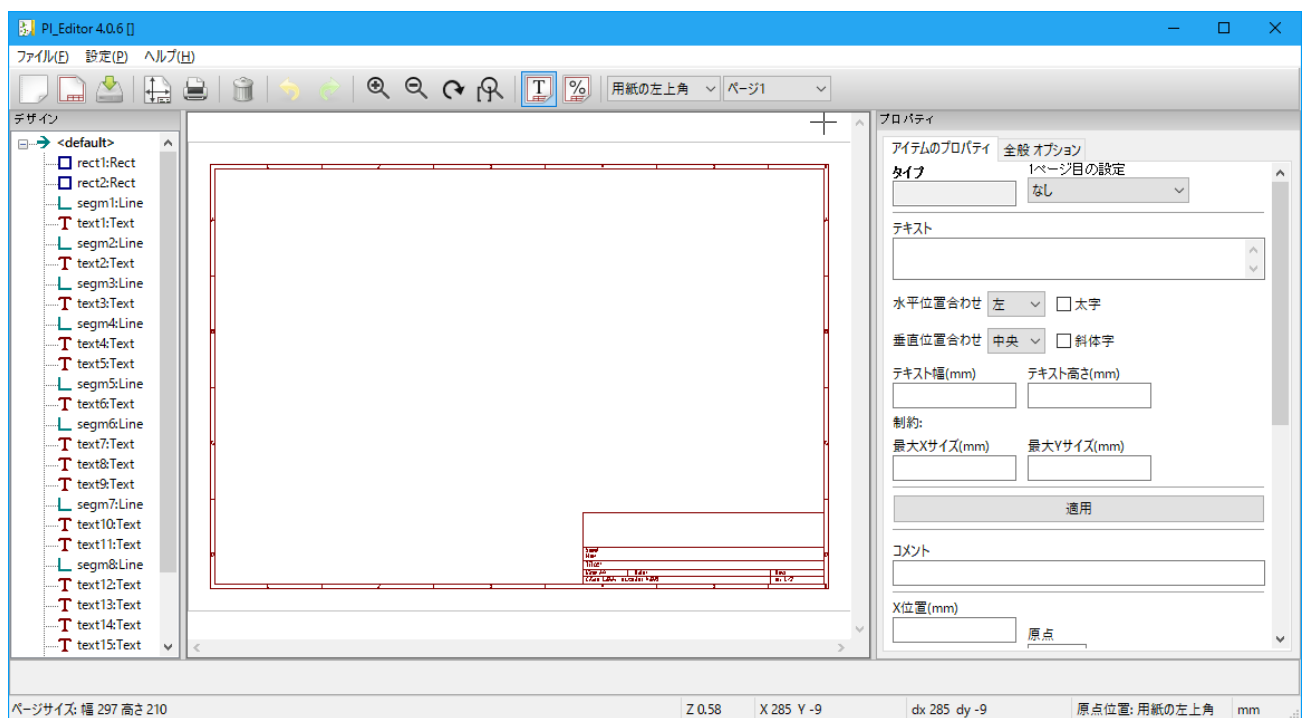 Pl_Editor 4.0.6 []
ファイル(F) 設定(P) ヘルプ(H)
用紙の左上角 ページ1
デザイン
<default>
rect1:Rect
rect2:Rect
segm1:Line
text1:Text
segm2:Line
text2:Text
segm3:Line
text3:Text
segm4:Line
text4:Text
text5:Text
segm5:Line
text6:Text
segm6:Line
text7:Text
text8:Text
text9:Text
segm7:Line
text10:Text
text11:Text
segm8:Line
text12:Text
text13:Text
text14:Text
text15:Text
プロパティ
アイテムのプロパティ 全般 オプション
タイプ 1ページ目の設定
なし
テキスト
水平位置合わせ 左 太字
垂直位置合わせ 中央 斜体字
テキスト幅(mm) テキスト高さ(mm)
制約:
最大Xサイズ(mm) 最大Yサイズ(mm)
適用
コメント
X位置(mm)
原点
ページサイズ: 幅 297 高さ 210 Z 0.58 X 285 Y -9 dx 285 dy -9 原点位置: 用紙の左上角 mm